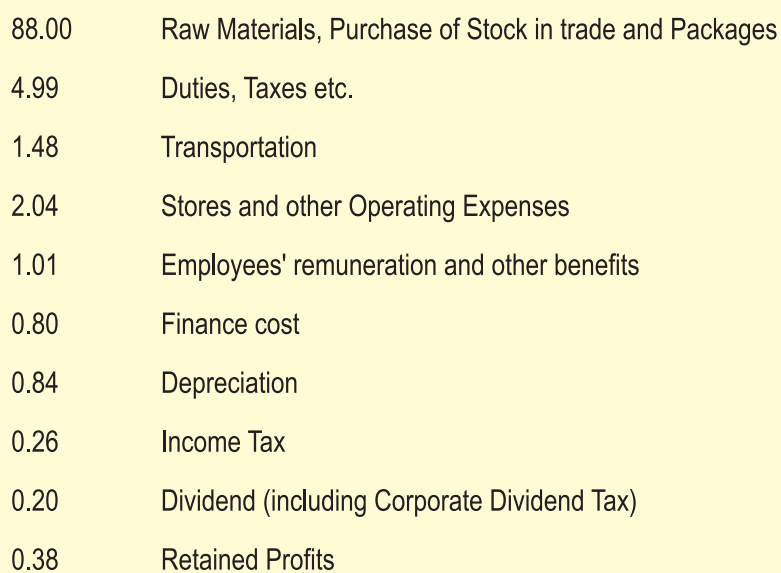 88.00 Raw Materials, Purchase of Stock in trade and Packages
4.99 Duties, Taxes etc.
1.48 Transportation
2.04 Stores and other Operating Expenses
1.01 Employees' remuneration and other benefits
0.80 Finance cost
0.84 Depreciation
0.26 Income Tax
0.20 Dividend (including Corporate Dividend Tax)
0.38 Retained Profits